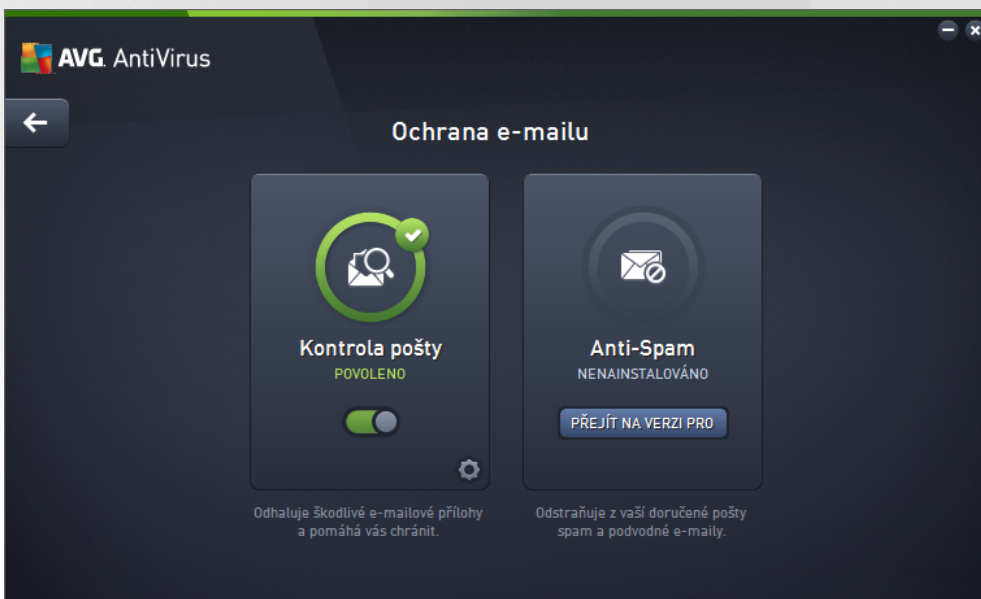 AVG AntiVirus
Ochrana e-mailu
Kontrola pošty
POVOLENO
Odhaluje škodlivé e-mailové přílohy
a pomáhá vás chránit.
Anti-Spam
NENAINSTALOVÁNO
PŘEJÍT NA VERZI PRO
Odstraňuje z vaší doručené pošty
spam a podvodné e-maily.